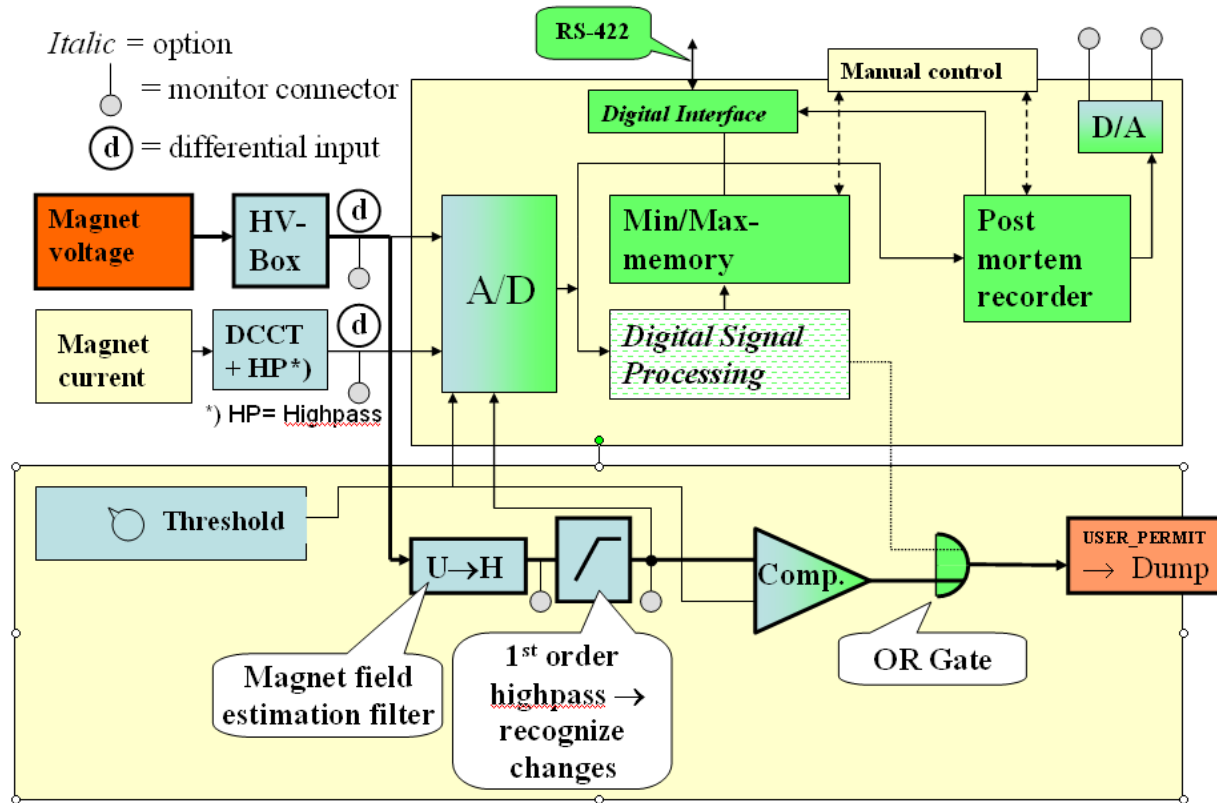 Italic = option
= monitor connector
d = differential input
RS-422
Manual control
Digital Interface
D/A
Magnet
voltage
HV-
Box
d
A/D
Min/Max-
memory
Post
mortem
recorder
Magnet
current
DCCT
+ HP*)
d
Digital Signal
Processing
*) HP= Highpass
Threshold
U→H
Comp.
USER_PERMIT
→ Dump
Magnet field
estimation filter
1st order
highpass →
recognize
changes
OR Gate